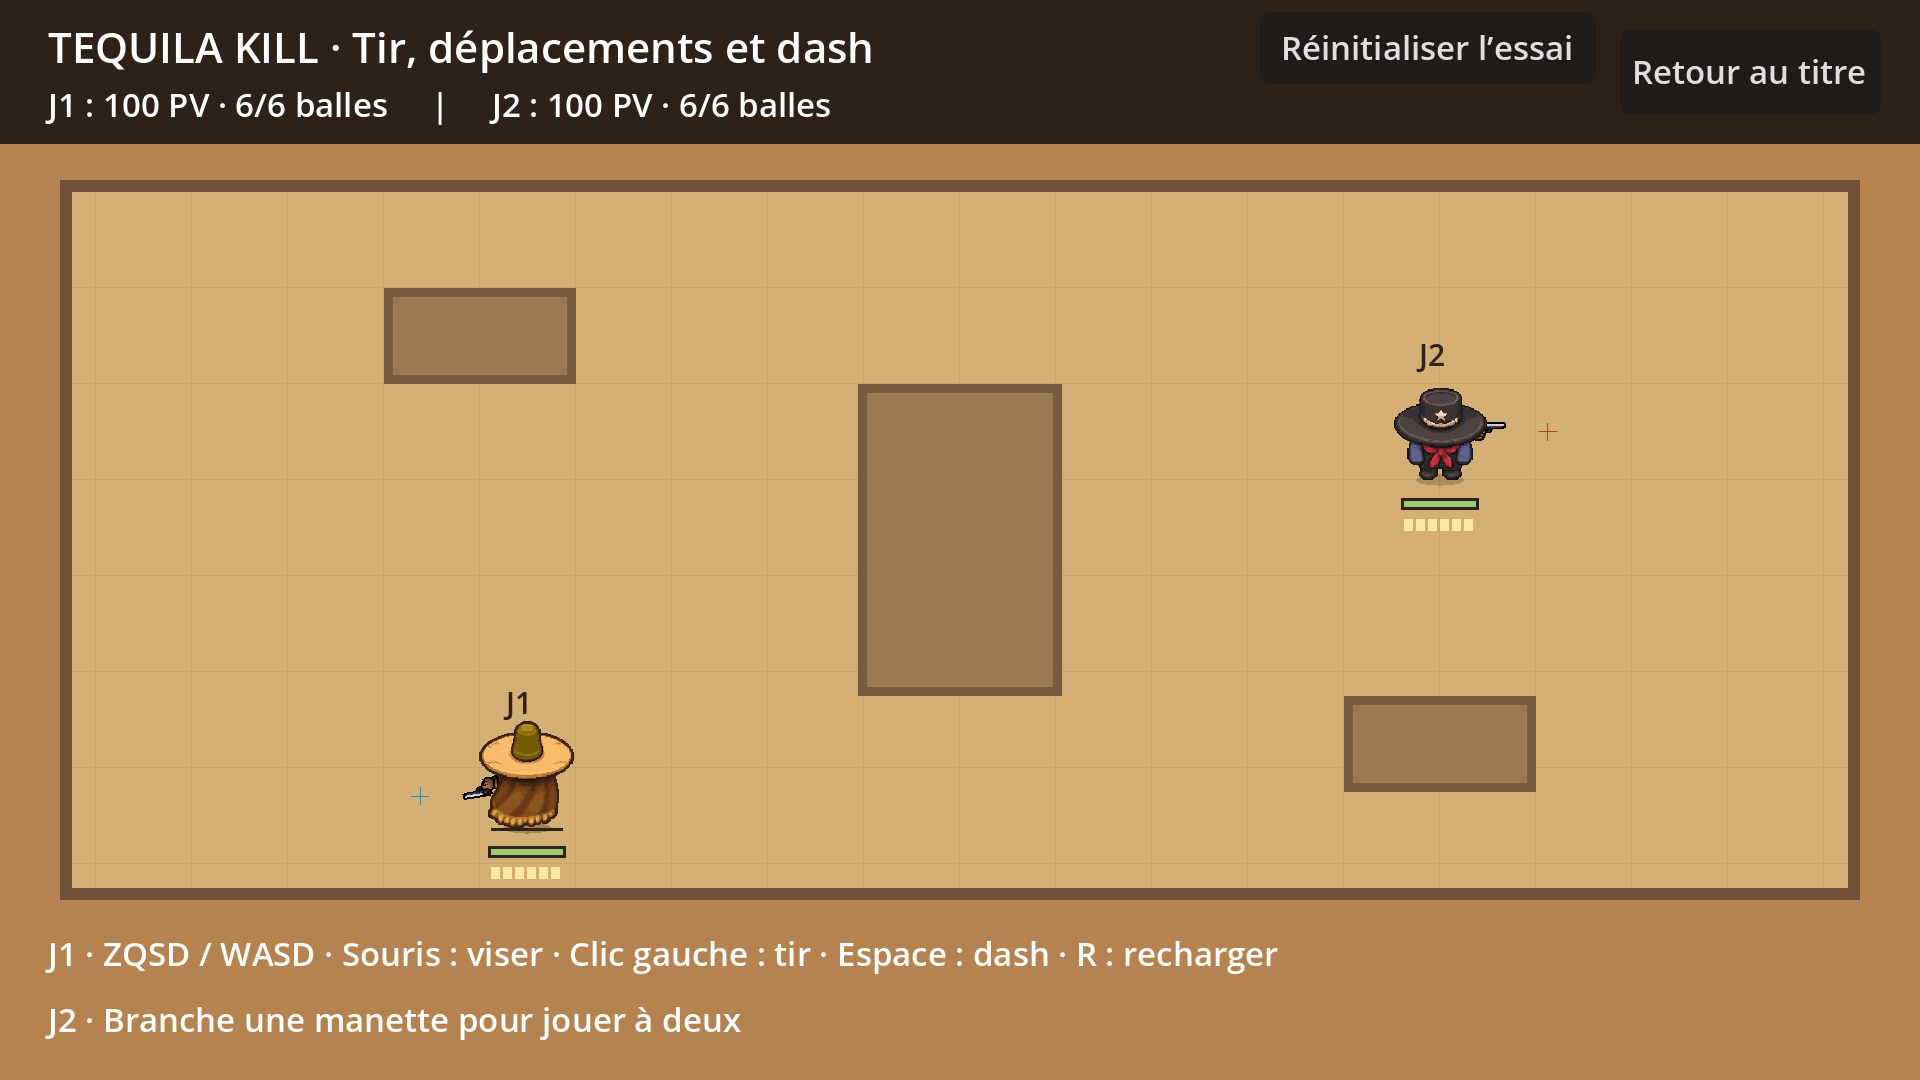 TEQUILA KILL · Tir, déplacements et dash
Réinitialiser l’essai
Retour au titre
J1 : 100 PV · 6/6 balles | J2 : 100 PV · 6/6 balles
J2
J1
J1 · ZQSD / WASD · Souris : viser · Clic gauche : tir · Espace : dash · R : recharger
J2 · Branche une manette pour jouer à deux